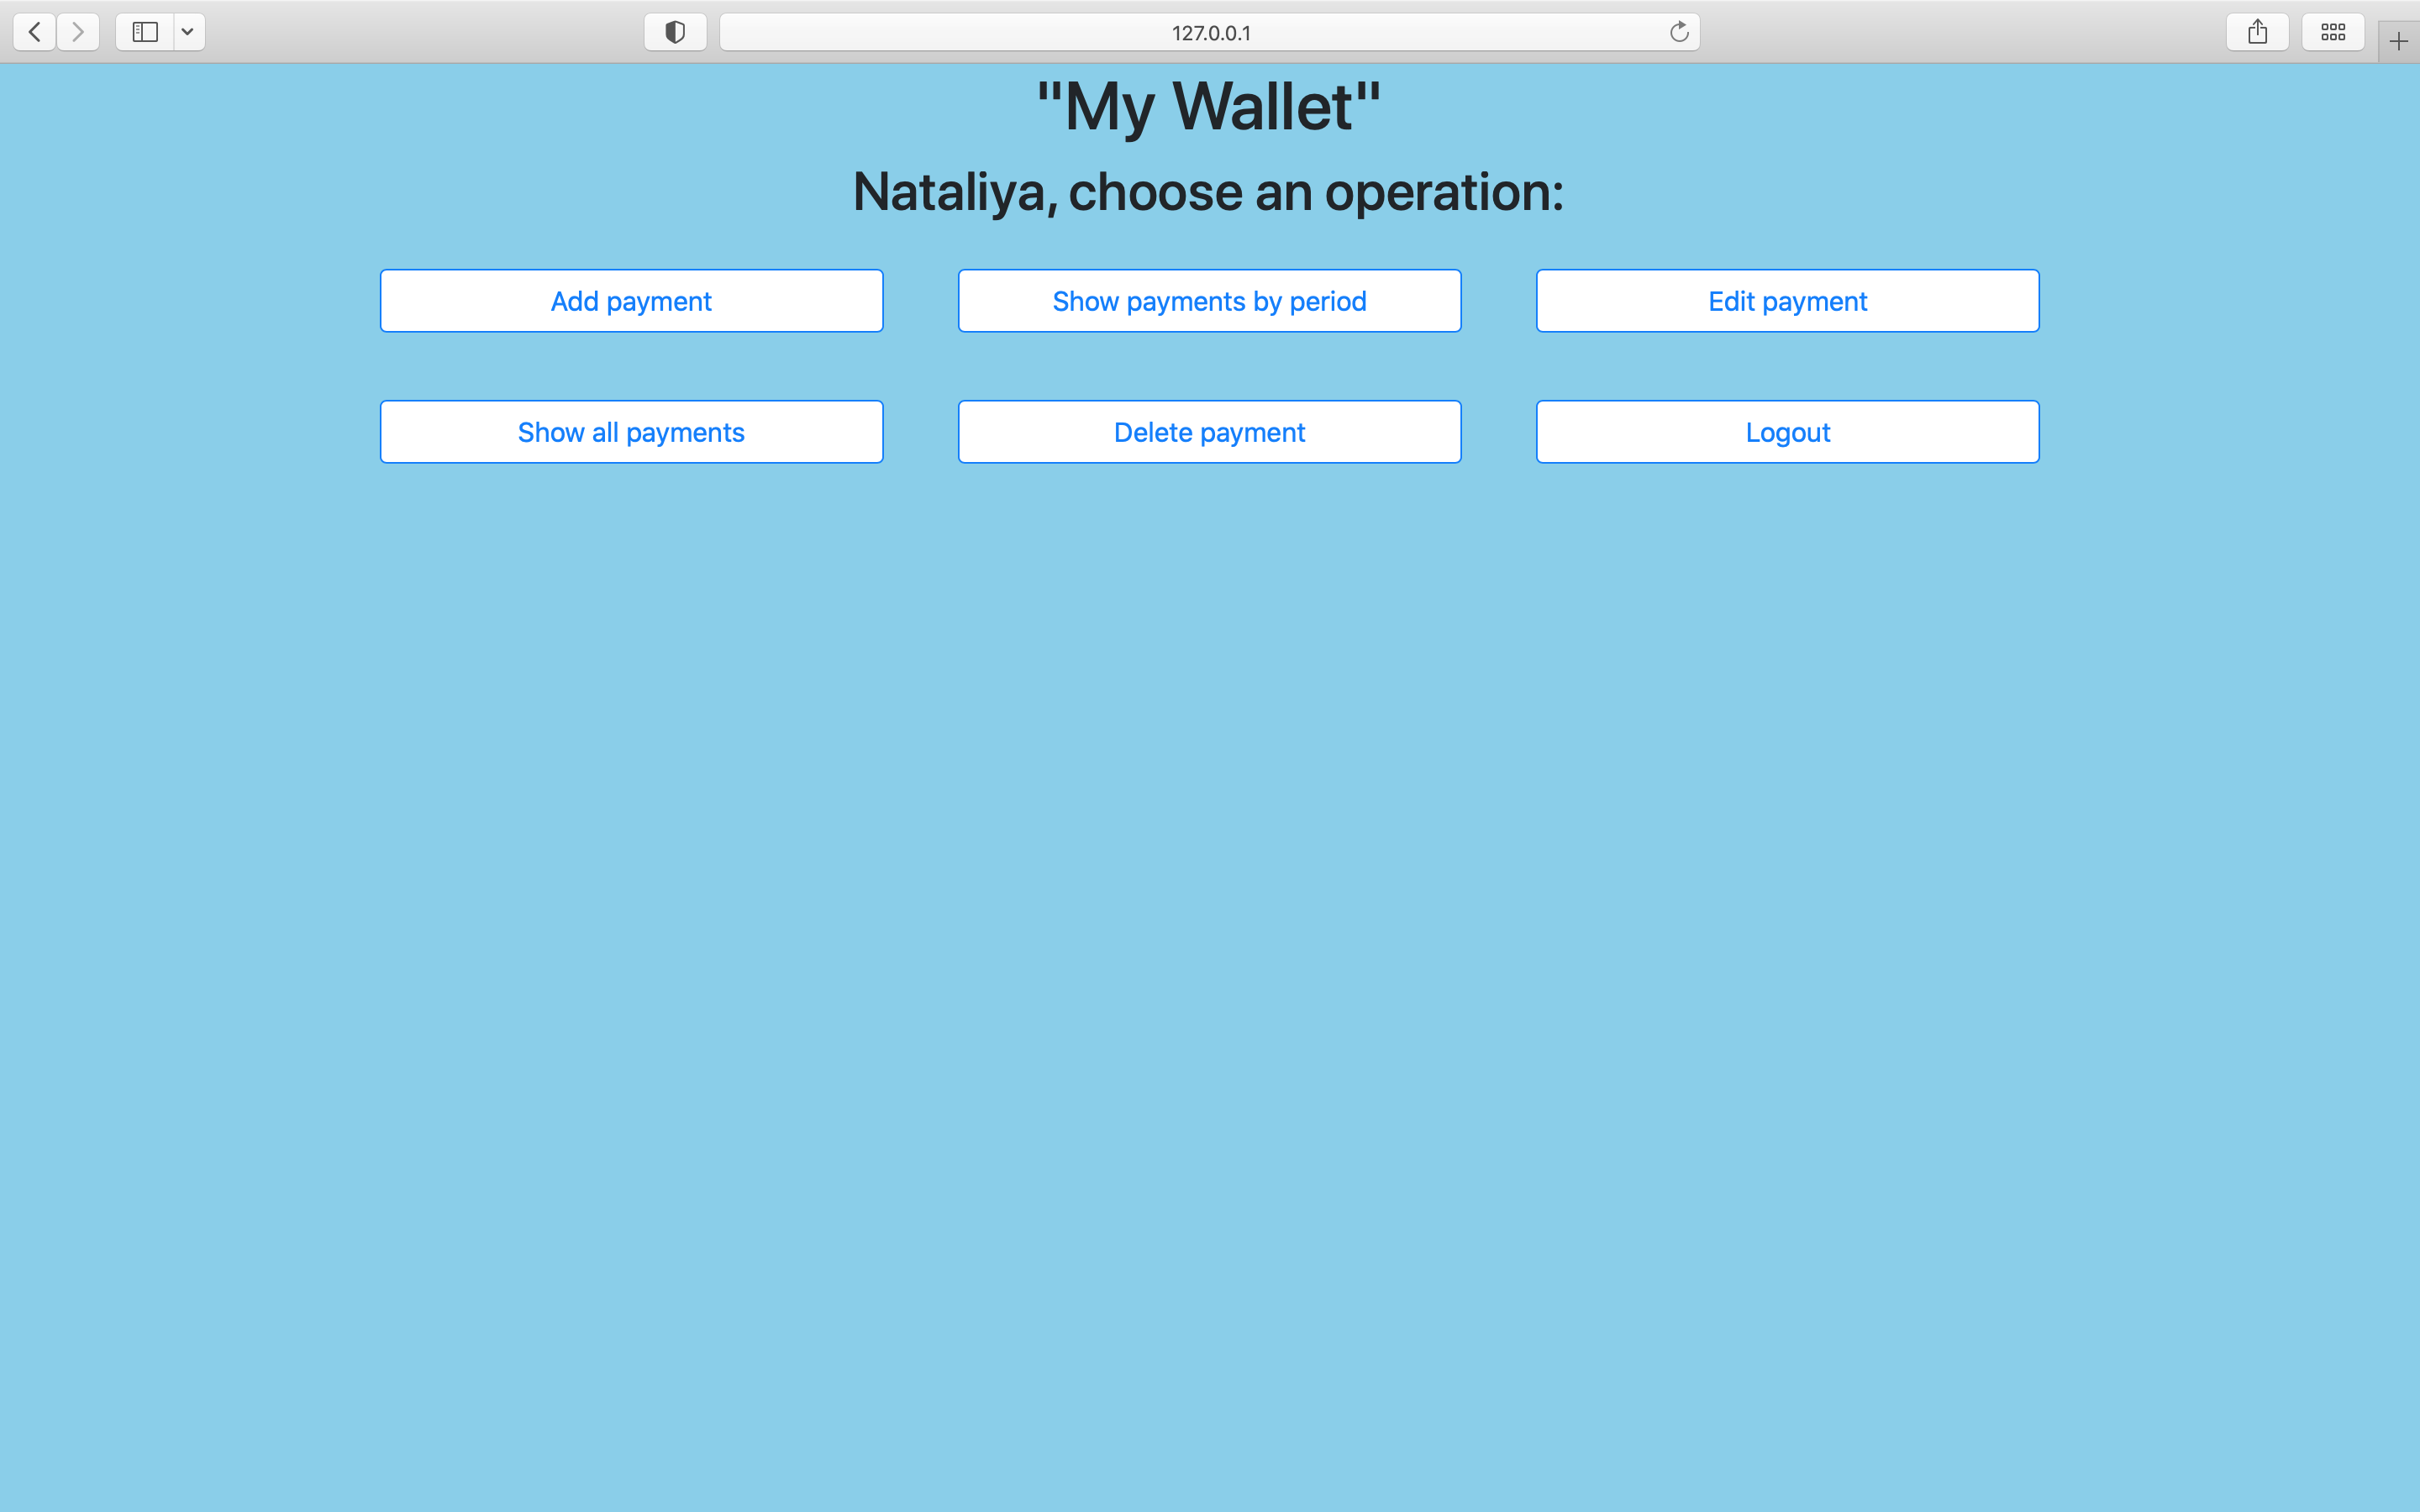 127.0.0.1
"My Wallet"
Nataliya, choose an operation:
Add payment
Show payments by period
Edit payment
Show all payments
Delete payment
Logout